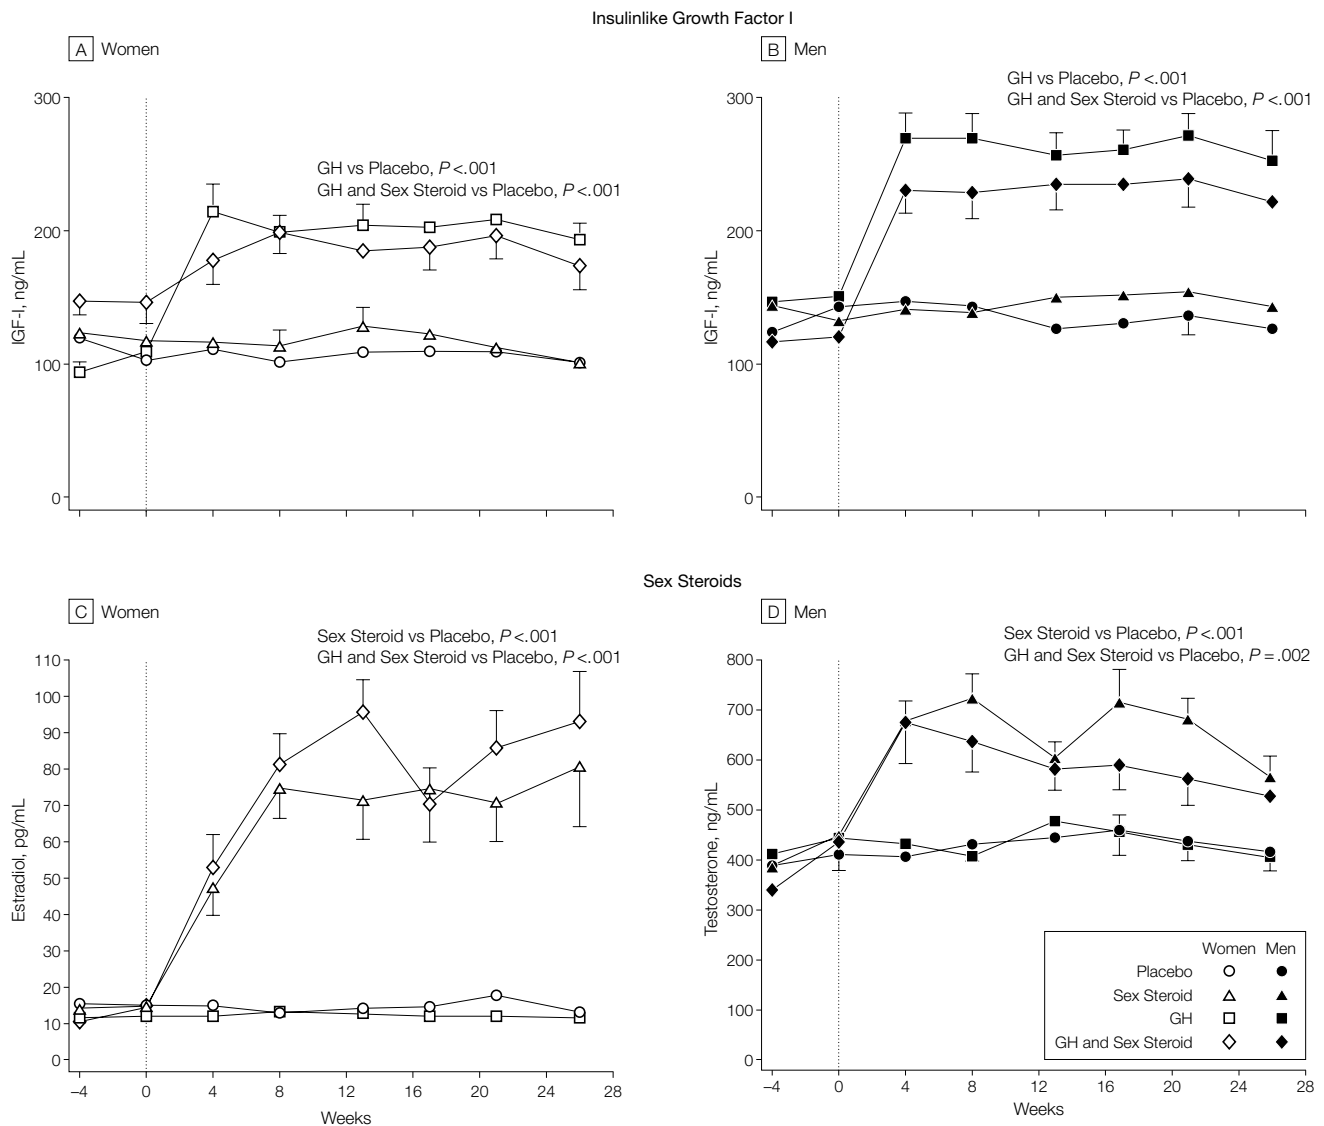 Insulinlike Growth Factor I
A Women
GH vs Placebo, P <.001
GH and Sex Steroid vs Placebo, P <.001
IGF-I, ng/mL
300
200
100
0
B Men
GH vs Placebo, P <.001
GH and Sex Steroid vs Placebo, P <.001
IGF-I, ng/mL
300
200
100
0
Sex Steroids
C Women
Sex Steroid vs Placebo, P <.001
GH and Sex Steroid vs Placebo, P <.001
Estradiol, pg/mL
110
100
90
80
70
60
50
40
30
20
10
0
–4 0 4 8 12 16 20 24 28
Weeks
D Men
Sex Steroid vs Placebo, P <.001
GH and Sex Steroid vs Placebo, P = .002
Testosterone, ng/mL
800
700
600
500
400
300
200
100
0
–4 0 4 8 12 16 20 24 28
Weeks
Women Men
Placebo
Sex Steroid
GH
GH and Sex Steroid